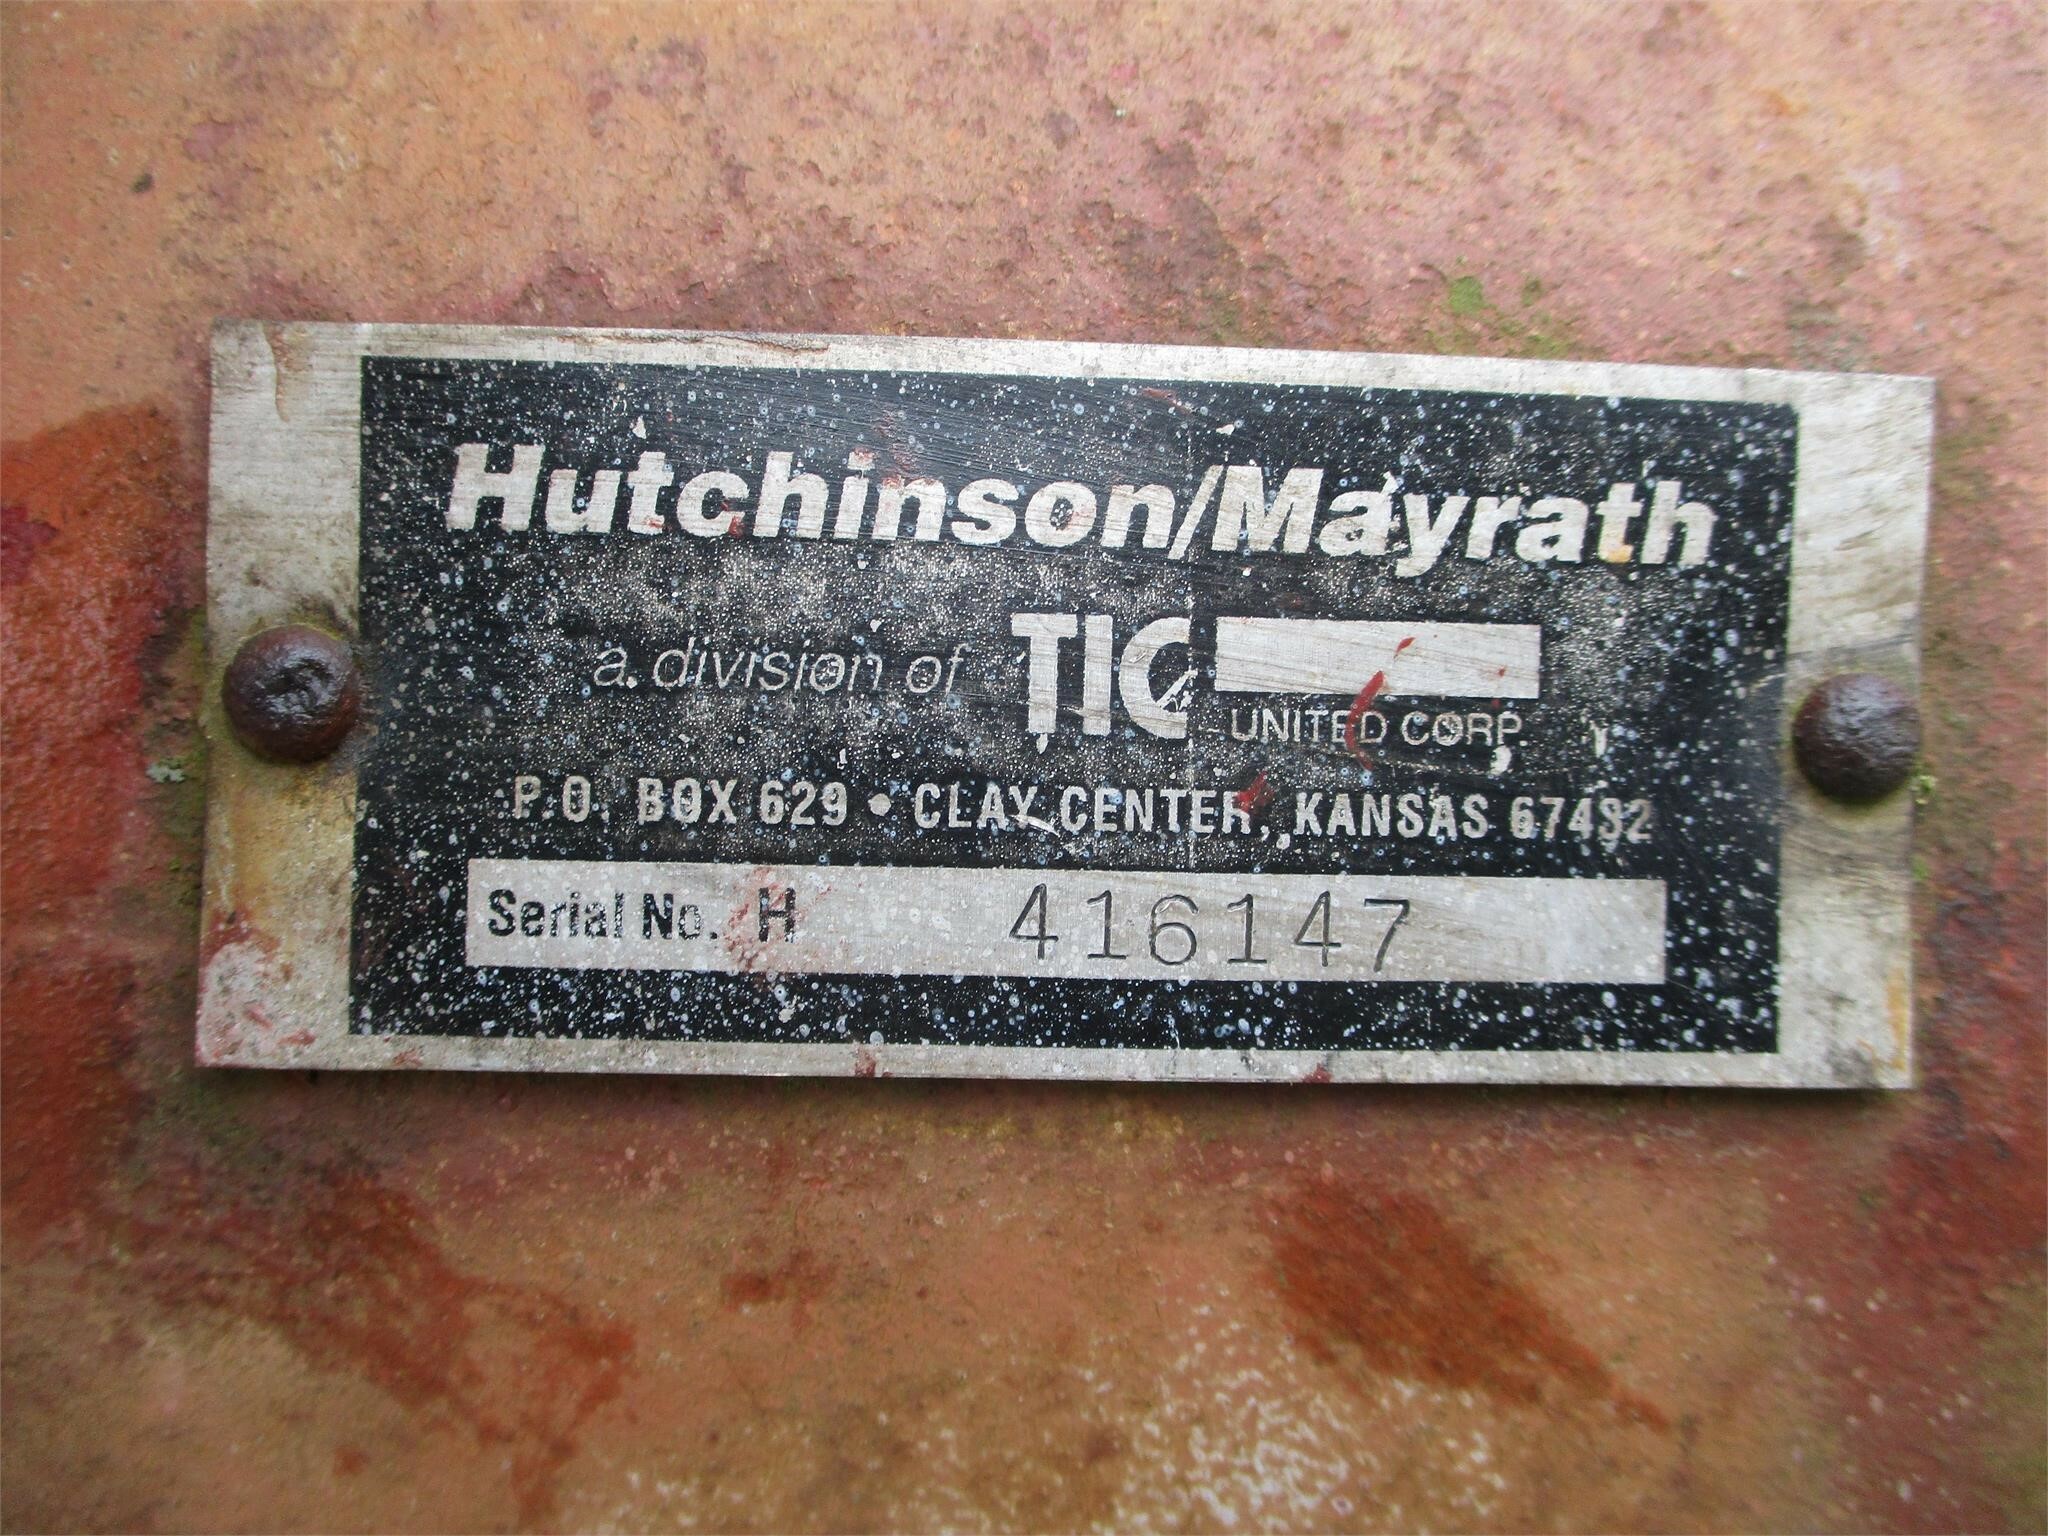 Hutchinson/Mayrath
a division of TIC
UNITED CORP
P.O. BOX 629 • CLAY CENTER, KANSAS 67432
Serial No. H 416147